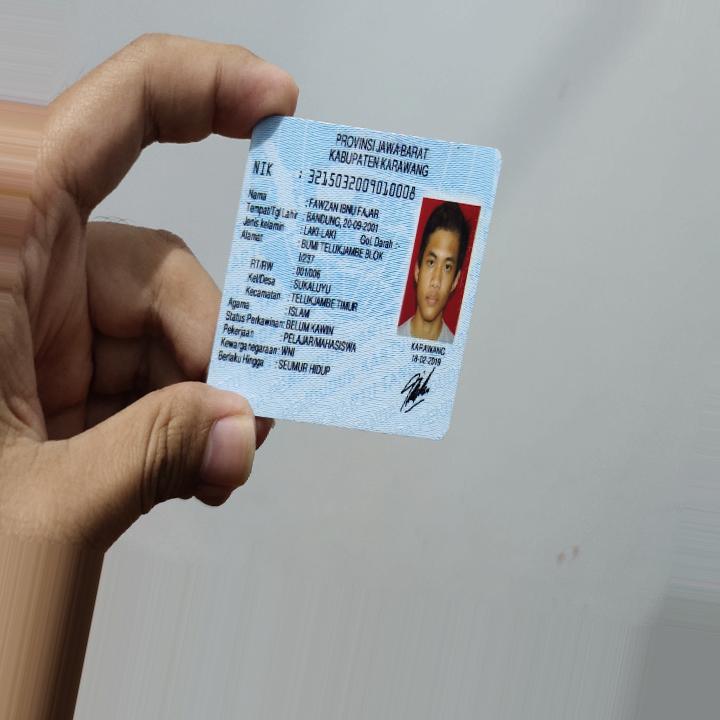 PROVINSI JAWA BARAT
KABUPATEN KARAWANG
NIK : 3215032009010008
Nama : FAWZAN IBNU FAJAR
Tempat/Tgl Lahir : BANDUNG, 20-09-2001
Jenis kelamin : LAKI-LAKI Gol. Darah :-
Alamat : BUMI TELUKJAMBE BLOK
I/237
RT/RW : 001/006
Kel/Desa : SUKALUYU
Kecamatan : TELUKJAMBE TIMUR
Agama : ISLAM
Status Perkawinan: BELUM KAWIN
Pekerjaan : PELAJAR/MAHASISWA
Kewarganegaraan: WNI
Berlaku Hingga : SEUMUR HIDUP
KARAWANG
18-02-2019